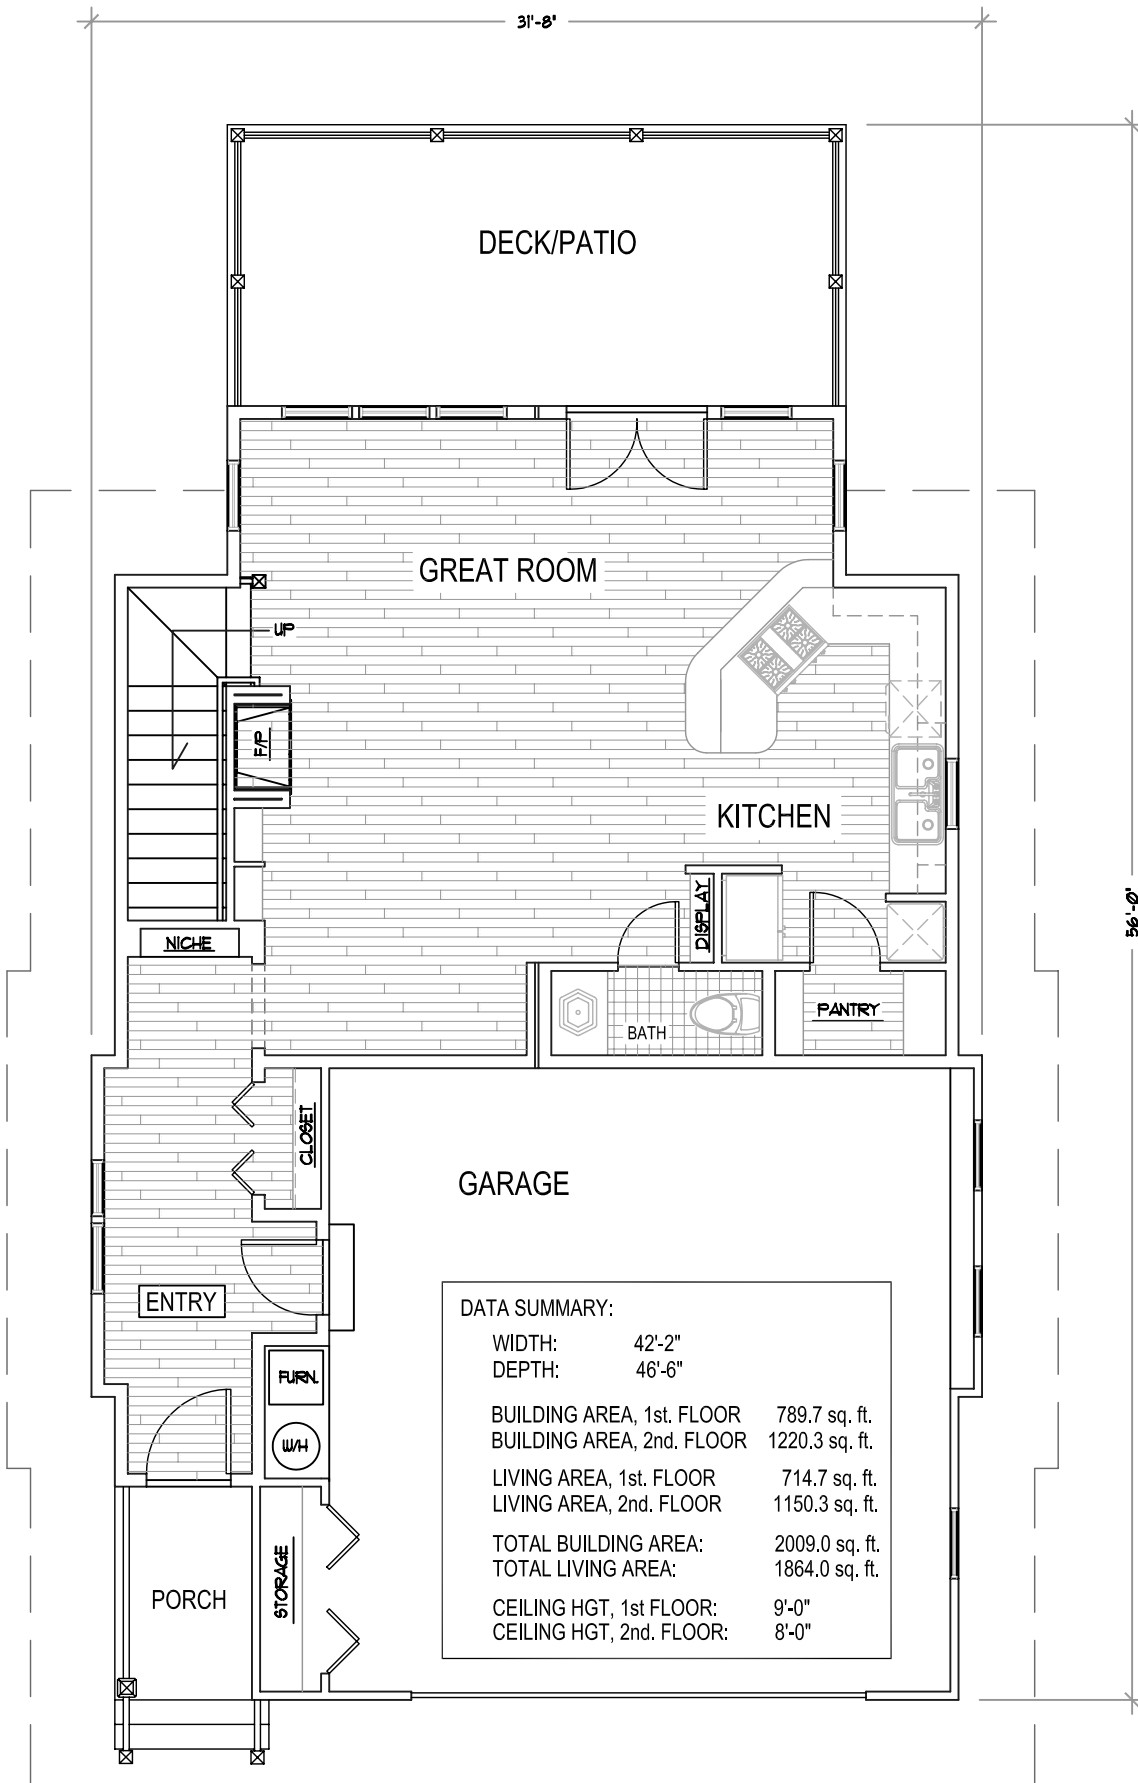 31'-8"
DECK/PATIO
GREAT ROOM
UP
F/P
KITCHEN
DISPLAY
56'-0"
NICHE
PANTRY
BATH
CLOSET
GARAGE
ENTRY
DATA SUMMARY:
WIDTH: 42'-2"
DEPTH: 46'-6"
BUILDING AREA, 1st. FLOOR 789.7 sq. ft.
BUILDING AREA, 2nd. FLOOR 1220.3 sq. ft.
LIVING AREA, 1st. FLOOR 714.7 sq. ft.
LIVING AREA, 2nd. FLOOR 1150.3 sq. ft.
TOTAL BUILDING AREA: 2009.0 sq. ft.
TOTAL LIVING AREA: 1864.0 sq. ft.
CEILING HGT, 1st FLOOR: 9'-0"
CEILING HGT, 2nd. FLOOR: 8'-0"
FURN.
W/H
STORAGE
PORCH